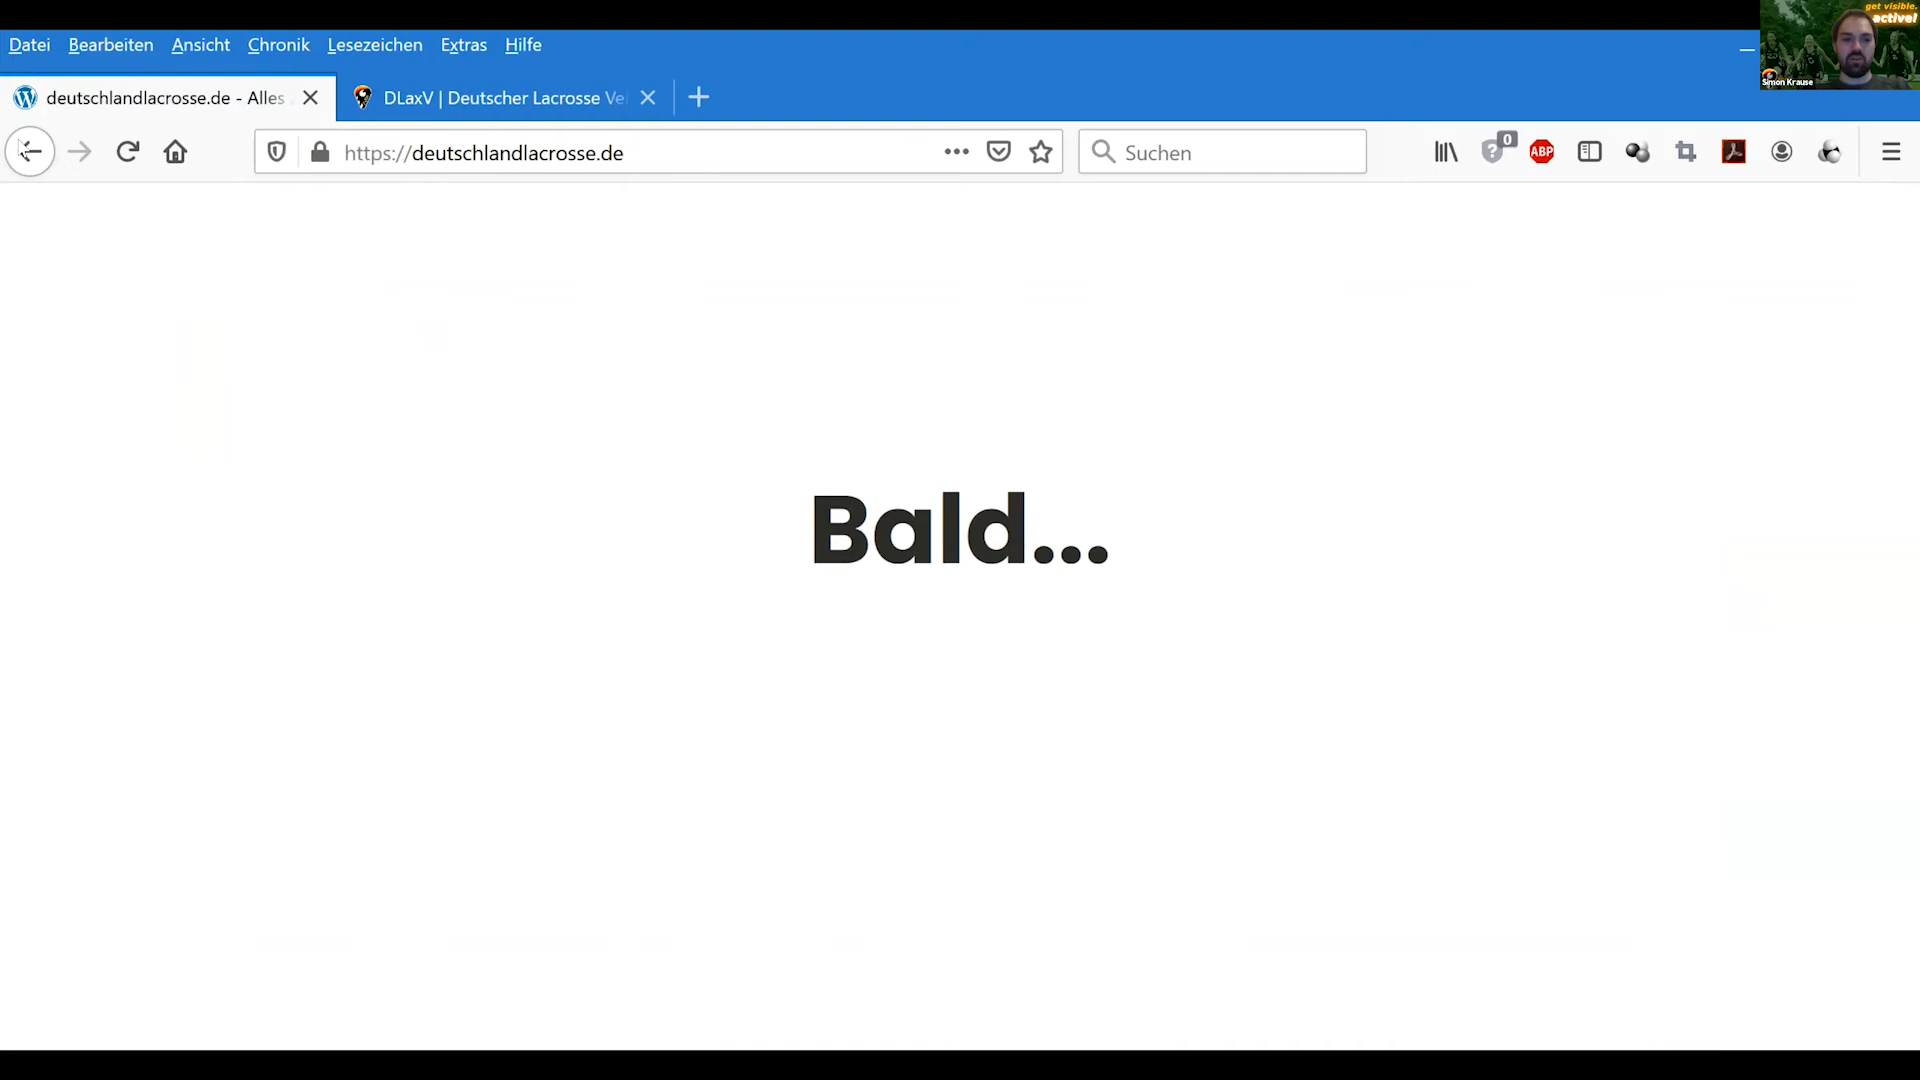 get visible.
active!
Simon Krause
Datei Bearbeiten Ansicht Chronik Lesezeichen Extras Hilfe
deutschlandlacrosse.de - Alles
DLaxV | Deutscher Lacrosse Ve
https://deutschlandlacrosse.de
Suchen
0
ABP
Bald...